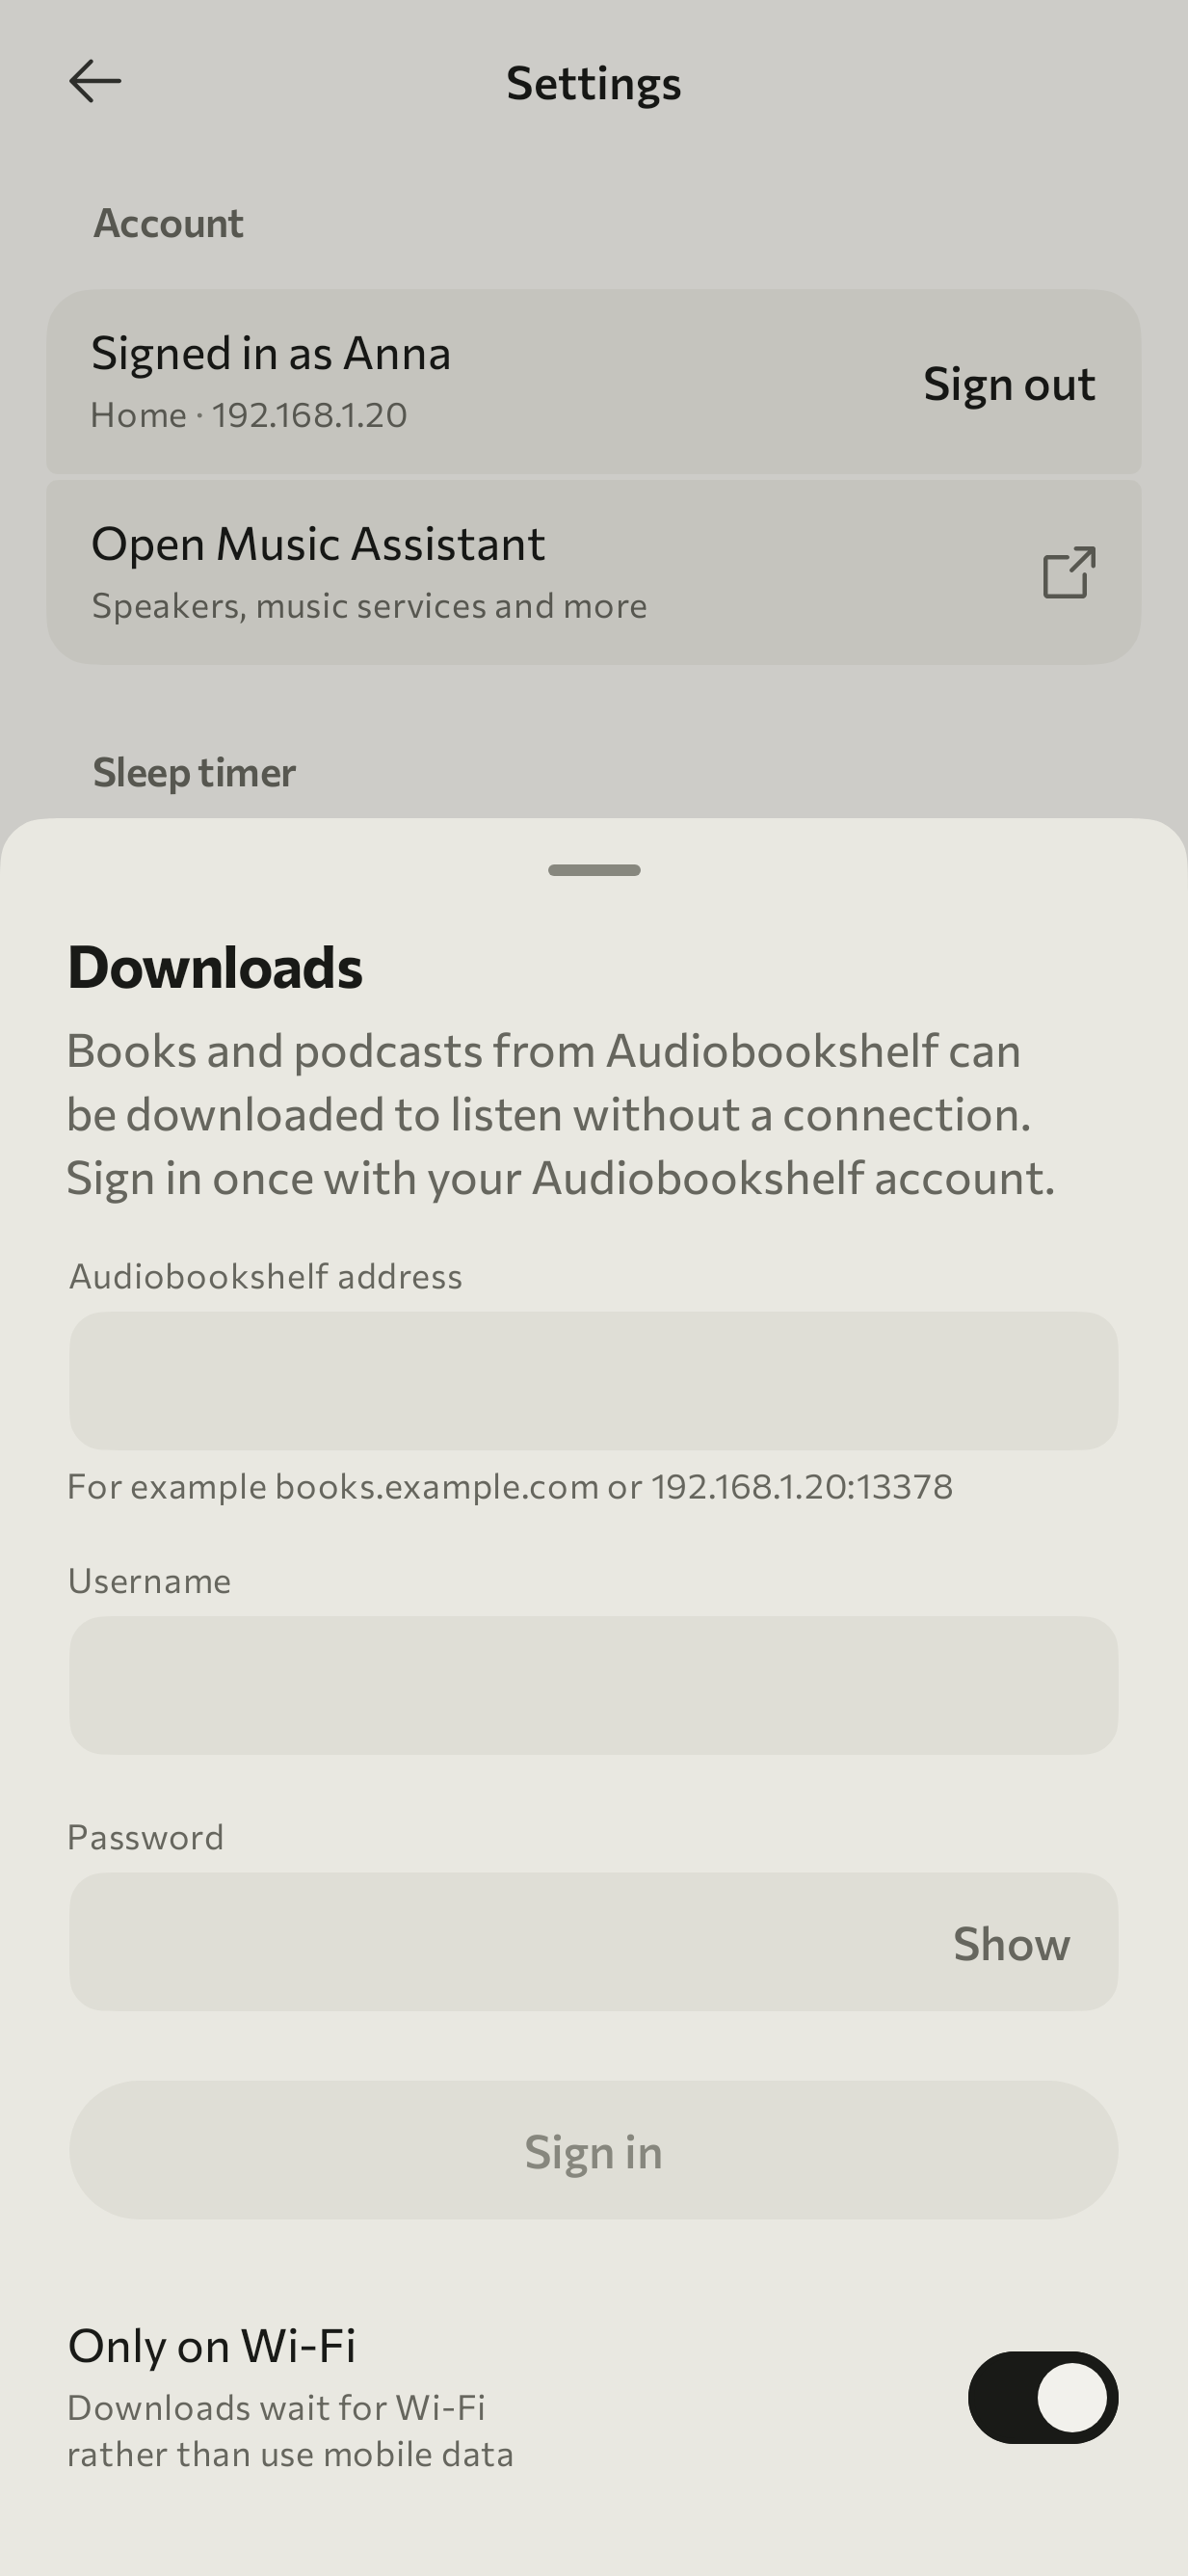 Settings
Account
Signed in as Anna
Home · 192.168.1.20
Sign out
Open Music Assistant
Speakers, music services and more
Sleep timer
Downloads
Books and podcasts from Audiobookshelf can
be downloaded to listen without a connection.
Sign in once with your Audiobookshelf account.
Audiobookshelf address
For example books.example.com or 192.168.1.20:13378
Username
Password
Show
Sign in
Only on Wi-Fi
Downloads wait for Wi-Fi
rather than use mobile data